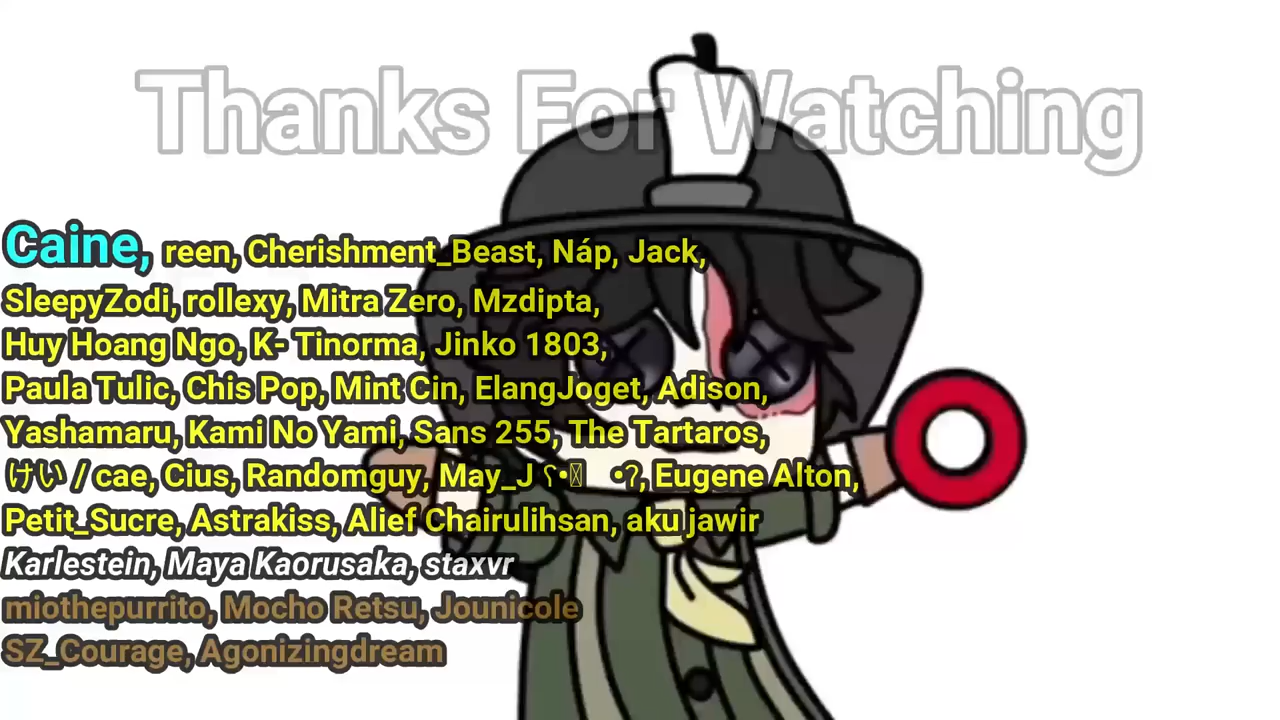 Thanks For Watching
Caine, reen, Cherishment_Beast, Náp, Jack,
SleepyZodi, rollexy, Mitra Zero, Mzdipta,
Huy Hoang Ngo, K- Tinorma, Jinko 1803,
Paula Tulic, Chis Pop, Mint Cin, ElangJoget, Adison,
Yashamaru, Kami No Yami, Sans 255, The Tartaros,
けい / cae, Cius, Randomguy, May_J ʕ• •ʔ, Eugene Alton,
Petit_Sucre, Astrakiss, Alief Chairulihsan, aku jawir
Karlestein, Maya Kaorusaka, staxvr
miothepurrito, Mocho Retsu, Jounicole
SZ_Courage, Agonizingdream